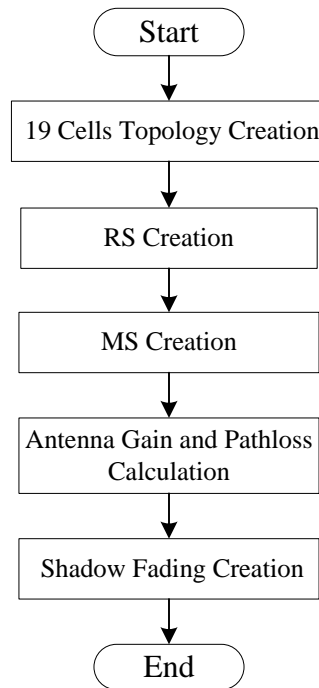 Start
19 Cells Topology Creation
RS Creation
MS Creation
Antenna Gain and Pathloss
Calculation
Shadow Fading Creation
End